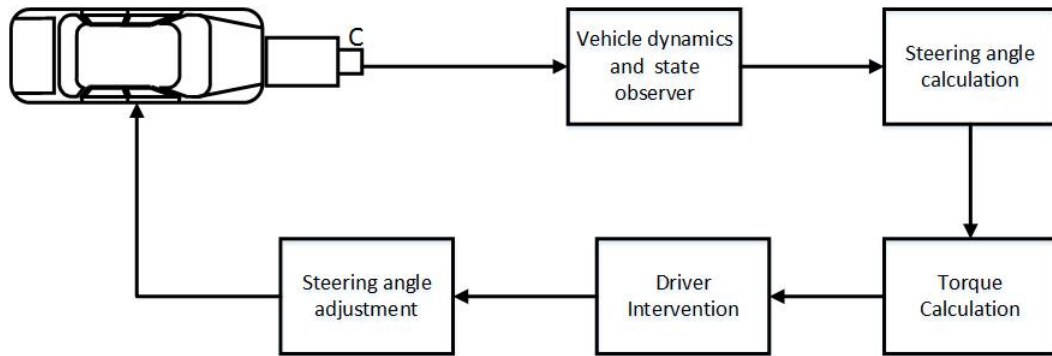 C
Vehicle dynamics
and state
observer
Steering angle
calculation
Steering angle
adjustment
Driver
Intervention
Torque
Calculation